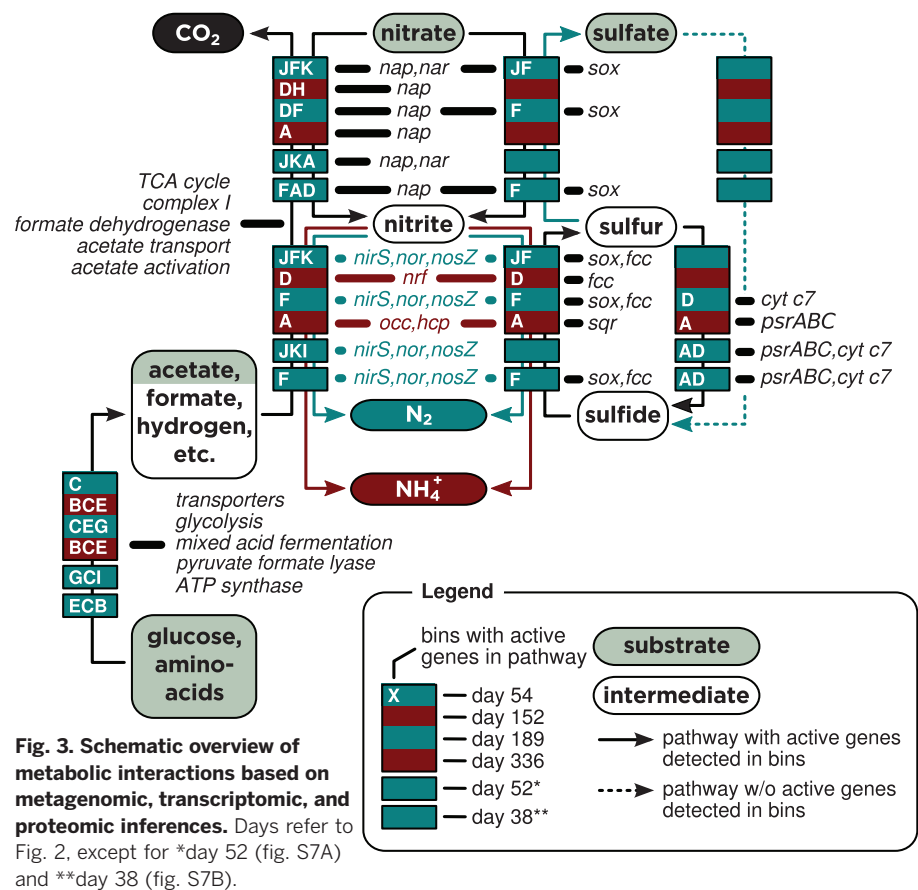 CO2
nitrate
sulfate
JFK
nap,nar
JF
sox
DH
nap
DF
nap
F
sox
A
nap
JKA
nap,nar
FAD
nap
F
sox
TCA cycle
complex I
formate dehydrogenase
acetate transport
acetate activation
nitrite
sulfur
JFK
nirS,nor,nosZ
JF
sox,fcc
D
nrf
D
fcc
F
nirS,nor,nosZ
F
sox,fcc
D
cyt c7
A
occ,hcp
A
sqr
A
psrABC
JKI
nirS,nor,nosZ
AD
psrABC,cyt c7
F
nirS,nor,nosZ
F
sox,fcc
AD
psrABC,cyt c7
acetate,
formate,
hydrogen,
etc.
N2
sulfide
NH4+
C
BCE
CEG
BCE
GCI
ECB
transporters
glycolysis
mixed acid fermentation
pyruvate formate lyase
ATP synthase
glucose,
amino-
acids
Legend
bins with active
genes in pathway
X
day 54
day 152
day 189
day 336
day 52*
day 38**
substrate
intermediate
pathway with active genes
detected in bins
pathway w/o active genes
detected in bins
Fig. 3. Schematic overview of
metabolic interactions based on
metagenomic, transcriptomic, and
proteomic inferences. Days refer to
Fig. 2, except for *day 52 (fig. S7A)
and **day 38 (fig. S7B).